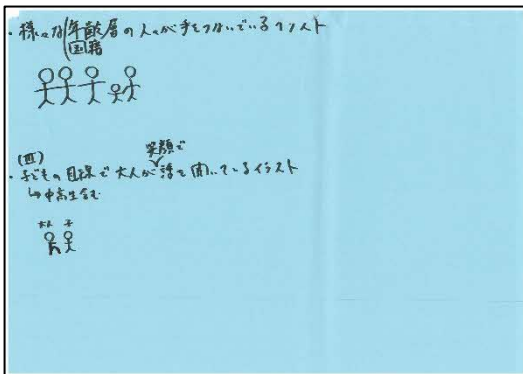 ・様々な年齢層の人々が手をつないでいるイラスト
国籍
(皿)
笑顔で
・子どもの目線で大人が話を聞いているイラスト
↳中高生含む
大人 子